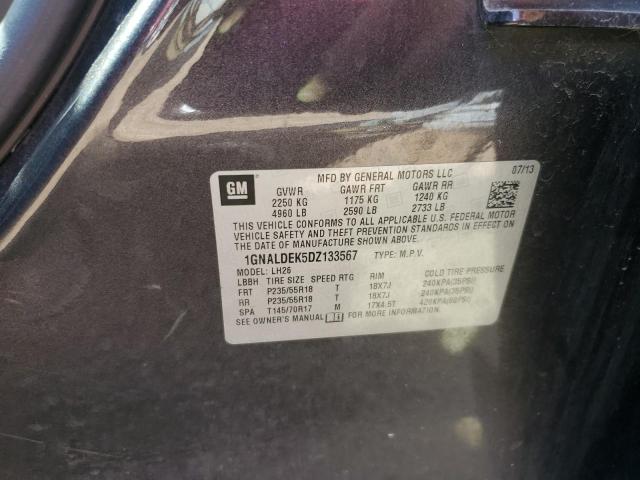 GM
MFD BY GENERAL MOTORS LLC
07/13
GVWR GAWR FRT GAWR RR
2250 KG 1175 KG 1240 KG
4960 LB 2590 LB 2733 LB
THIS VEHICLE CONFORMS TO ALL APPLICABLE U.S. FEDERAL MOTOR
VEHICLE SAFETY AND THEFT PREVENTION STANDARDS IN EFFECT ON
THE DATE OF MANUFACTURE SHOWN ABOVE.
1GNALDEK5DZ133567 TYPE: M.P.V.
MODEL: LH26
LBBH TIRE SIZE SPEED RTG RIM COLD TIRE PRESSURE
FRT P235/55R18 T 18X7J 240KPA(35PSI)
RR P235/55R18 T 18X7J 240KPA(35PSI)
SPA T145/70R17 M 17X4.5T 420KPA(60PSI)
SEE OWNER'S MANUAL FOR MORE INFORMATION.